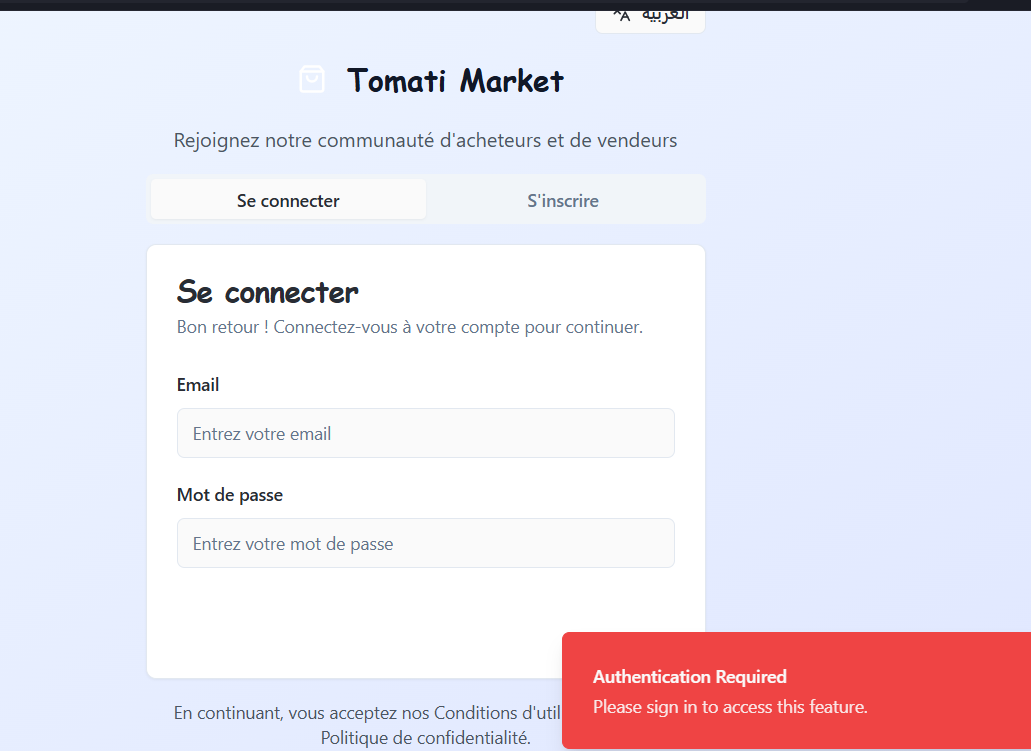 العربية
Tomati Market
Rejoignez notre communauté d'acheteurs et de vendeurs
Se connecter
S'inscrire
Se connecter
Bon retour ! Connectez-vous à votre compte pour continuer.
Email
Entrez votre email
Mot de passe
Entrez votre mot de passe
En continuant, vous acceptez nos Conditions d'util
Politique de confidentialité.
Authentication Required
Please sign in to access this feature.